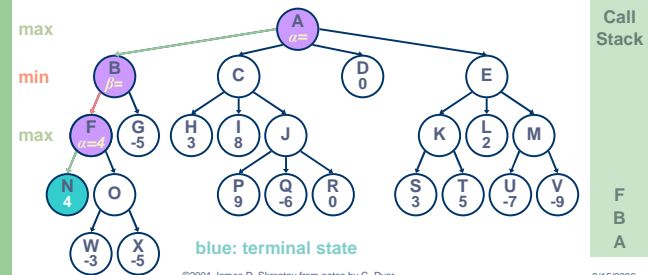 max
A
α=
Call
Stack
min
B
β=
C
D
0
E
max
F
α=4
G
-5
H
3
I
8
J
K
L
2
M
N
4
O
P
9
Q
-6
R
0
S
3
T
5
U
-7
V
-9
F
B
A
W
-3
X
-5
blue: terminal state